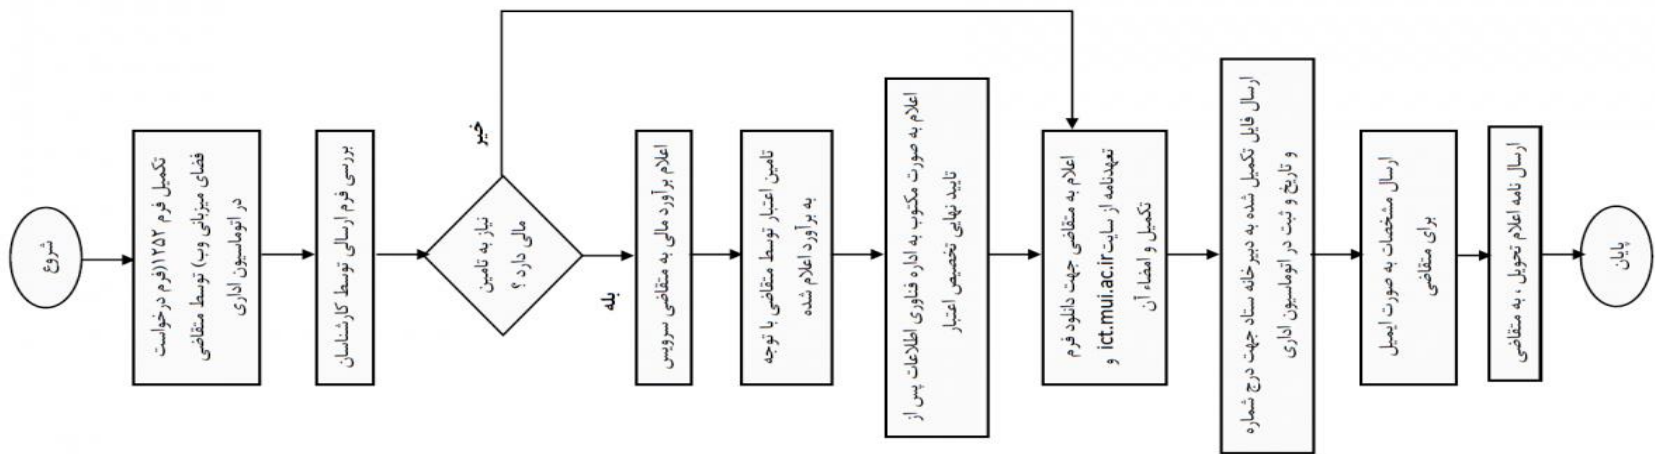 شروع
تکمیل فرم ۱۲۵۲(فرم درخواست
فضای میزبانی وب) توسط متقاضی
در اتوماسیون اداری
بررسی فرم ارسالی توسط کارشناسان
نیاز به تامین
مالی دارد ؟
خیر
بله
اعلام برآورد مالی به متقاضی سرویس
تامین اعتبار توسط متقاضی با توجه
به برآورد اعلام شده
اعلام به صورت مکتوب به اداره فناوری اطلاعات پس از
تایید نهایی تخصیص اعتبار
اعلام به متقاضی جهت دانلود فرم
تعهدنامه از سایت ict.mui.ac.ir و
تکمیل و امضاء آن
ارسال فایل تکمیل شده به دبیرخانه ستاد جهت درج شماره
و تاریخ و ثبت در اتوماسیون اداری
ارسال مشخصات به صورت ایمیل
برای متقاضی
ارسال نامه اعلام تحویل ، به متقاضی
پایان